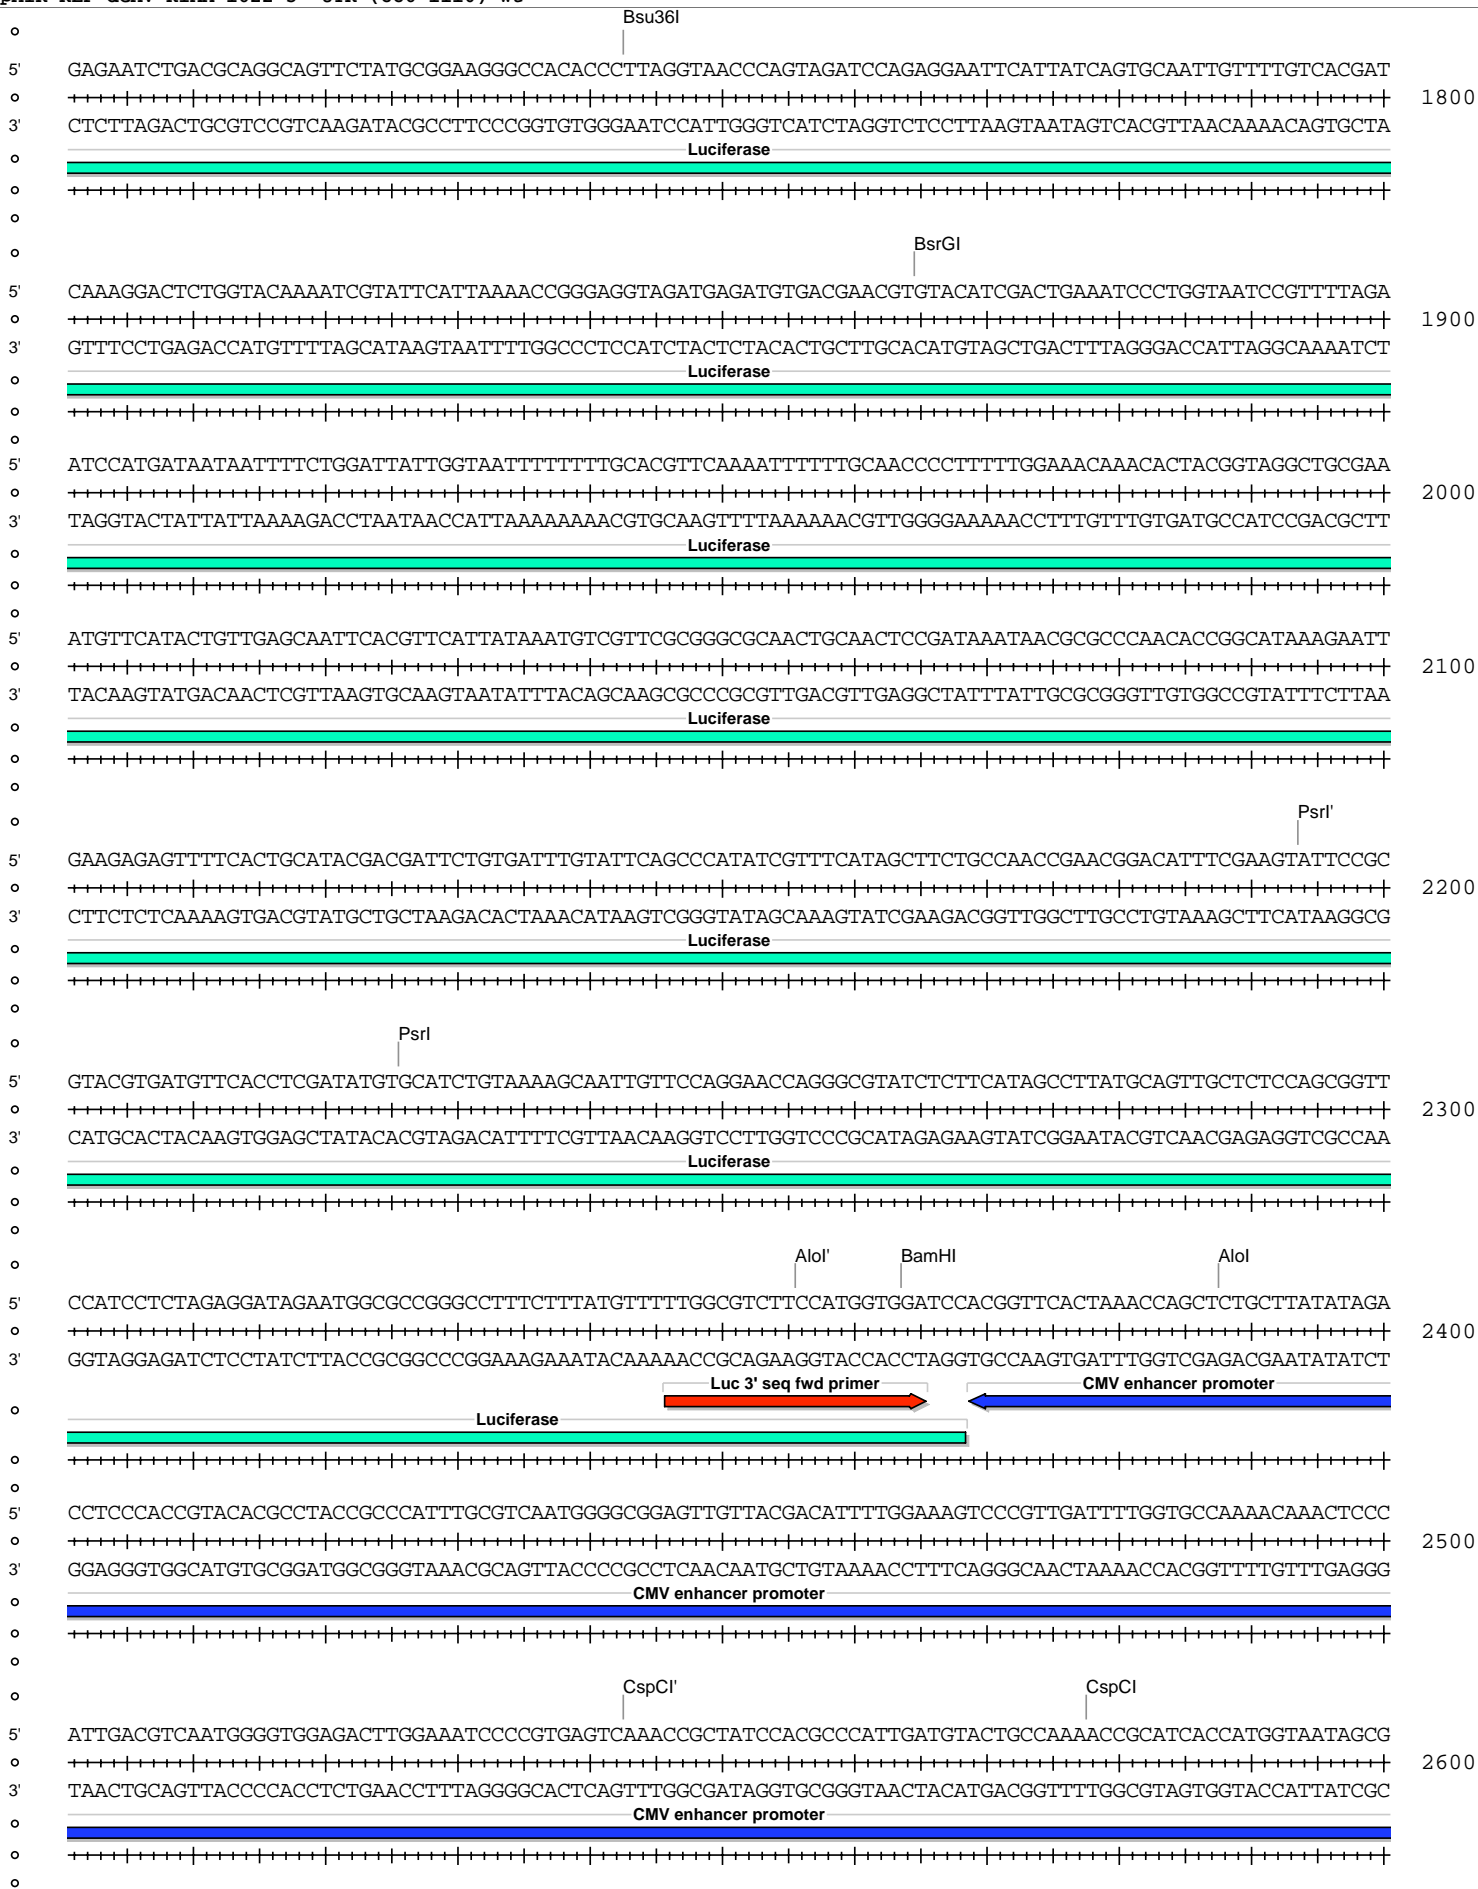 Bsu36I
5' GAGAATCTGACGCAGGCAGTTCTATGCGGAAGGGCCACACCCTTAGGTAACCCAGTAGATCCAGAGGAATTCATTATCAGTGCAATTGTTTTGTCACGAT
1800
3' CTCTTAGACTGCGTCCGTCAAGATACGCCTTCCCGGTGTGGGAATCCATTGGGTCATCTAGGTCTCCTTAAGTAATAGTCACGTTAACAAAACAGTGCTA
Luciferase
BsrGI
5' CAAAGGACTCTGGTACAAAATCGTATTCATTAAAACCGGGAGGTAGATGAGATGTGACGAACGTGTACATCGACTGAAATCCCTGGTAATCCGTTTTAGA
1900
3' GTTTCCTGAGACCATGTTTTAGCATAAGTAATTTTGGCCCTCCATCTACTCTACACTGCTTGCACATGTAGCTGACTTTAGGGACCATTAGGCAAAATCT
Luciferase
5' ATCCATGATAATAATTTTCTGGATTATTGGTAATTTTTTTTGCACGTTCAAAATTTTTTGCAACCCCTTTTTGGAAACAAACACTACGGTAGGCTGCGAA
2000
3' TAGGTACTATTATTAAAAGACCTAATAACCATTAAAAAAAACGTGCAAGTTTTAAAAAACGTTGGGGAAAAACCTTTGTTTGTGATGCCATCCGACGCTT
Luciferase
5' ATGTTCATACTGTTGAGCAATTCACGTTCATTATAAATGTCGTTCGCGGGCGCAACTGCAACTCCGATAAATAACGCGCCCAACACCGGCATAAAGAATT
2100
3' TACAAGTATGACAACTCGTTAAGTGCAAGTAATATTTACAGCAAGCGCCCGCGTTGACGTTGAGGCTATTTATTGCGCGGGTTGTGGCCGTATTTCTTAA
Luciferase
PsrI'
5' GAAGAGAGTTTTCACTGCATACGACGATTCTGTGATTTGTATTCAGCCCATATCGTTTCATAGCTTCTGCCAACCGAACGGACATTTCGAAGTATTCCGC
2200
3' CTTCTCTCAAAAGTGACGTATGCTGCTAAGACACTAAACATAAGTCGGGTATAGCAAAGTATCGAAGACGGTTGGCTTGCCTGTAAAGCTTCATAAGGCG
Luciferase
PsrI
5' GTACGTGATGTTCACCTCGATATGTGCATCTGTAAAAGCAATTGTTCCAGGAACCAGGGCGTATCTCTTCATAGCCTTATGCAGTTGCTCTCCAGCGGTT
2300
3' CATGCACTACAAGTGGAGCTATACACGTAGACATTTTCGTTAACAAGGTCCTTGGTCCCGCATAGAGAAGTATCGGAATACGTCAACGAGAGGTCGCCAA
Luciferase
AloI' BamHI AloI
5' CCATCCTCTAGAGGATAGAATGGCGCCGGGCCTTTCTTTATGTTTTTGGCGTCTTCCATGGTGGATCCACGGTTCACTAAACCAGCTCTGCTTATATAGA
2400
3' GGTAGGAGATCTCCTATCTTACCGCGGCCCGGAAAGAAATACAAAAACCGCAGAAGGTACCACCTAGGTGCCAAGTGATTTGGTCGAGACGAATATATCT
Luc 3' seq fwd primer CMV enhancer promoter
Luciferase
5' CCTCCCACCGTACACGCCTACCGCCCATTTGCGTCAATGGGGCGGAGTTGTTACGACATTTTGGAAAGTCCCGTTGATTTTGGTGCCAAAACAAACTCCC
2500
3' GGAGGGTGGCATGTGCGGATGGCGGGTAAACGCAGTTACCCCGCCTCAACAATGCTGTAAAACCTTTCAGGGCAACTAAAACCACGGTTTTGTTTGAGGG
CMV enhancer promoter
CspCI' CspCI
5' ATTGACGTCAATGGGGTGGAGACTTGGAAATCCCCGTGAGTCAAACCGCTATCCACGCCCATTGATGTACTGCCAAAACCGCATCACCATGGTAATAGCG
2600
3' TAACTGCAGTTACCCCACCTCTGAACCTTTAGGGGCACTCAGTTTGGCGATAGGTGCGGGTAACTACATGACGGTTTTGGCGTAGTGGTACCATTATCGC
CMV enhancer promoter